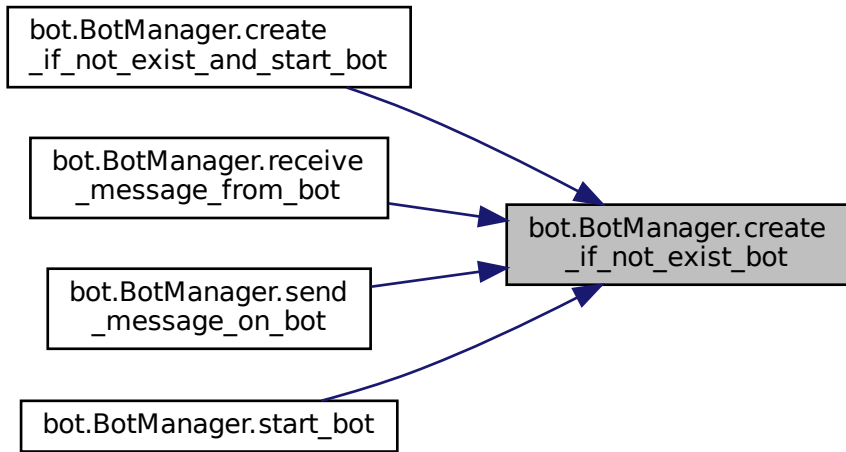 bot.BotManager.create
_if_not_exist_and_start_bot
bot.BotManager.receive
_message_from_bot
bot.BotManager.create
_if_not_exist_bot
bot.BotManager.send
_message_on_bot
bot.BotManager.start_bot